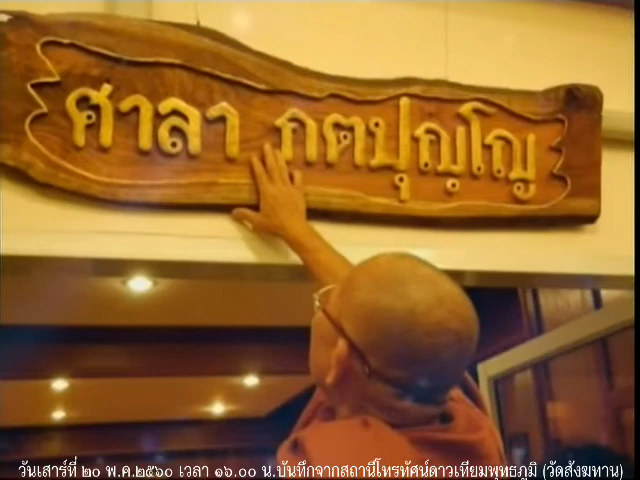 ศาลา กตปุญฺโญ
วันเสาร์ที่ ๒๐ พ.ค.๒๕๖๐ เวลา ๑๖.๐๐ น.บันทึกจากสถานีโทรทัศน์ดาวเทียมพุทธภูมิ (วัดสังฆทาน)